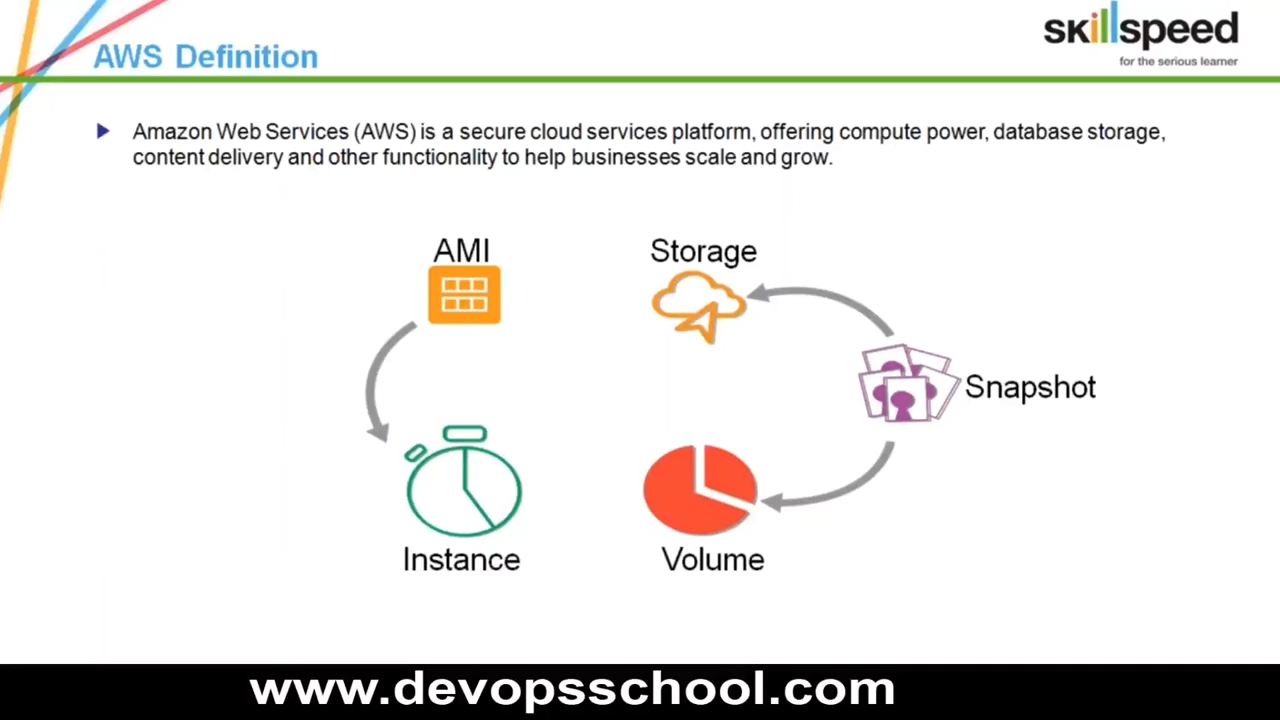 AWS Definition
skillspeed
for the serious learner
Amazon Web Services (AWS) is a secure cloud services platform, offering compute power, database storage,
content delivery and other functionality to help businesses scale and grow.
AMI
Storage
Snapshot
Instance
Volume
www.devopsschool.com